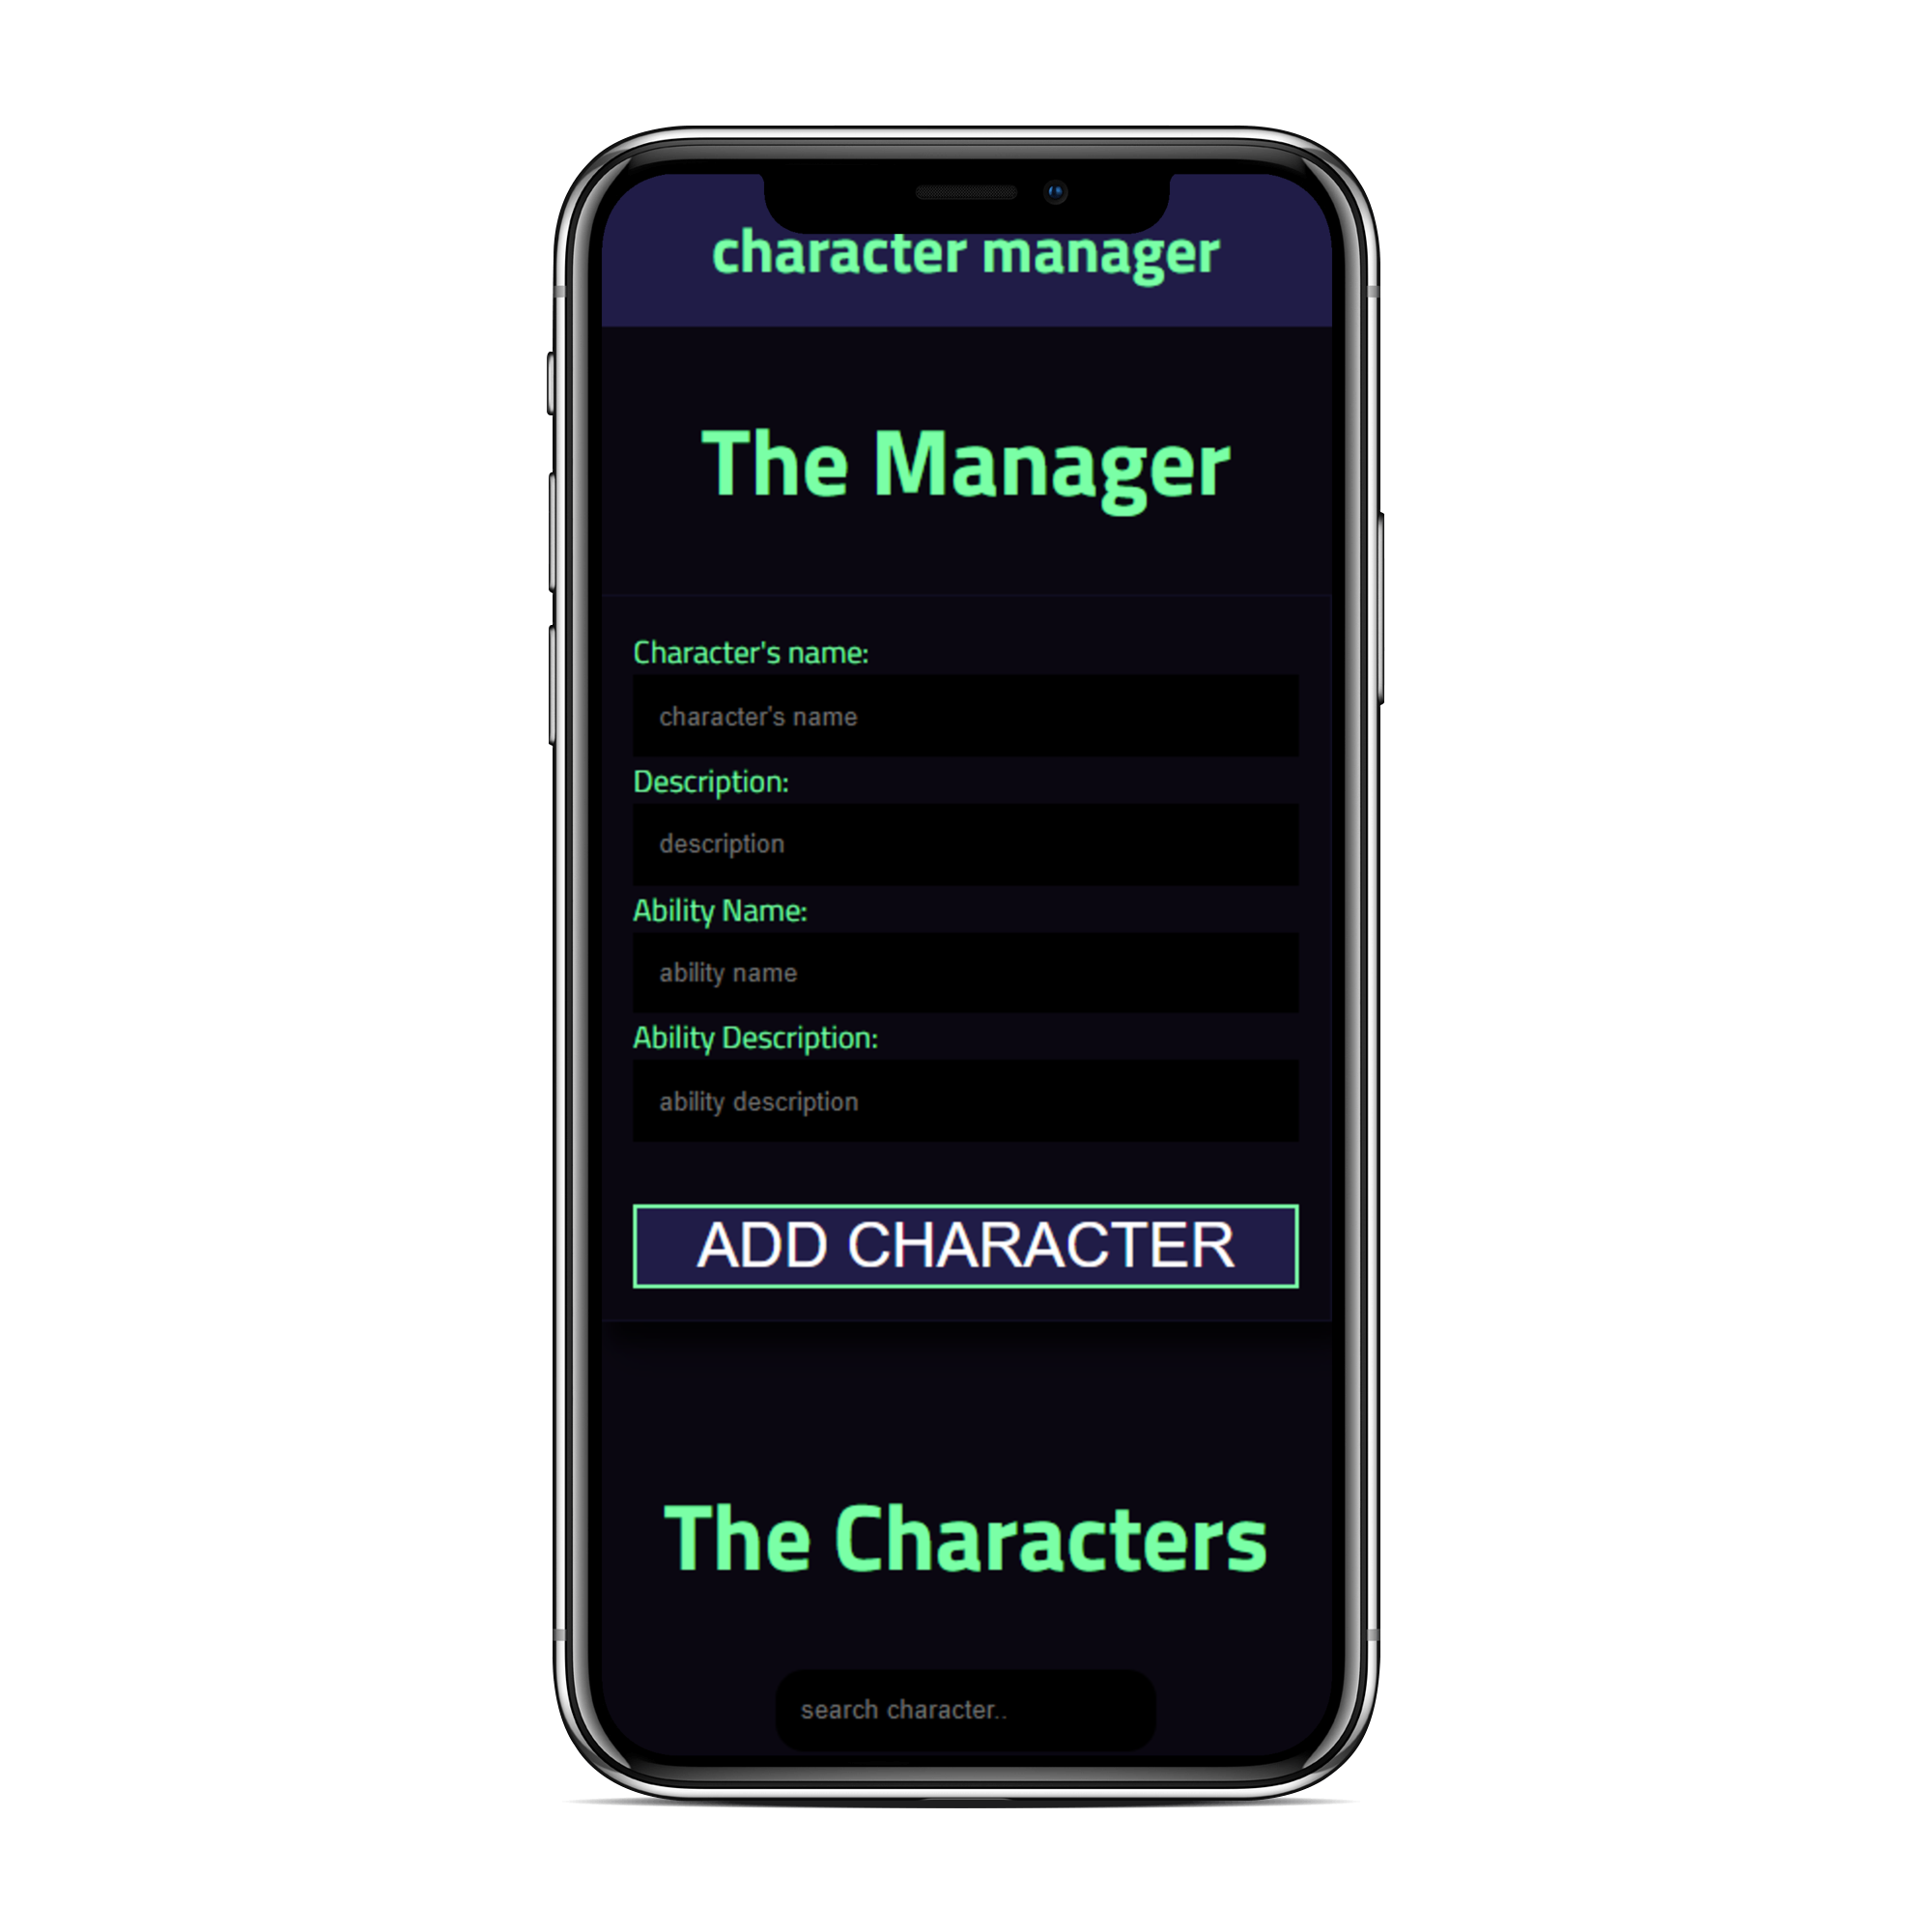 character manager
The Manager
Character's name:
character's name
Description:
description
Ability Name:
ability name
Ability Description:
ability description
ADD CHARACTER
The Characters
search character..